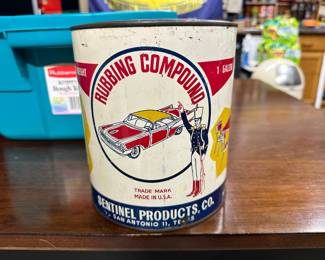 RUBBING COMPOUND
1 GALLON
TRADE MARK
MADE IN U.S.A.
SENTINEL PRODUCTS, CO.
SAN ANTONIO 11, TEXAS
Rubbermaid